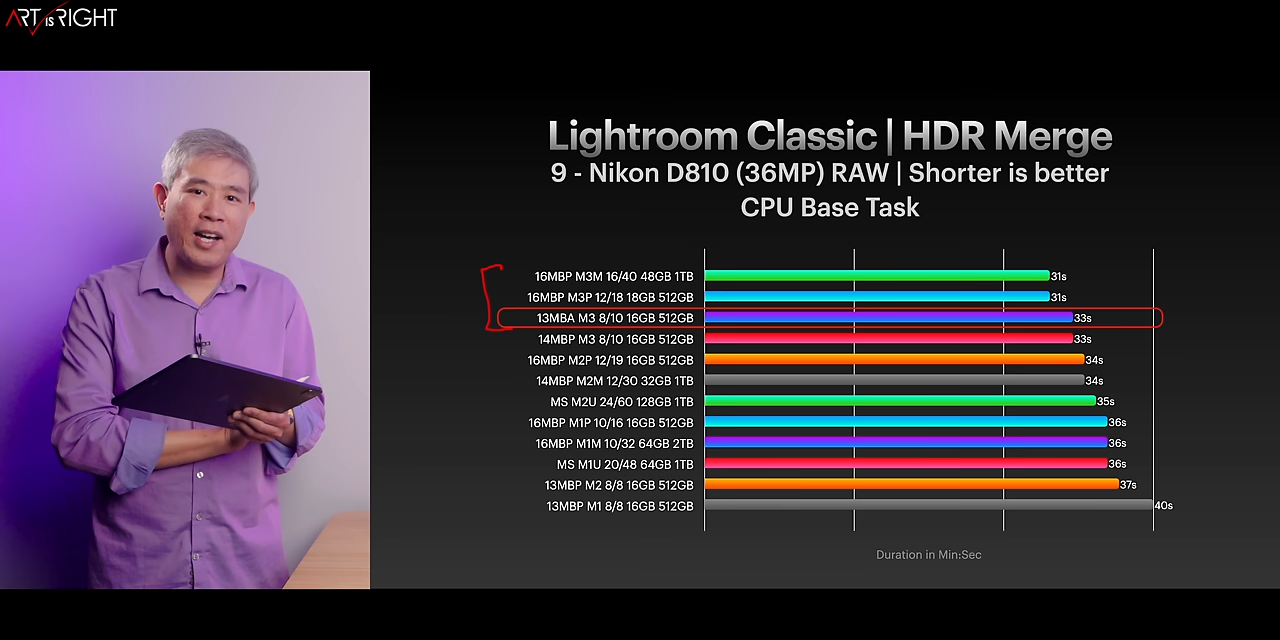 ART IS RIGHT
Lightroom Classic | HDR Merge
9 - Nikon D810 (36MP) RAW | Shorter is better
CPU Base Task
16MBP M3M 16/40 48GB 1TB 31s
16MBP M3P 12/18 18GB 512GB 31s
13MBA M3 8/10 16GB 512GB 33s
14MBP M3 8/10 16GB 512GB 33s
16MBP M2P 12/19 16GB 512GB 34s
14MBP M2M 12/30 32GB 1TB 34s
MS M2U 24/60 128GB 1TB 35s
16MBP M1P 10/16 16GB 512GB 36s
16MBP M1M 10/32 64GB 2TB 36s
MS M1U 20/48 64GB 1TB 36s
13MBP M2 8/8 16GB 512GB 37s
13MBP M1 8/8 16GB 512GB 40s
Duration in Min:Sec